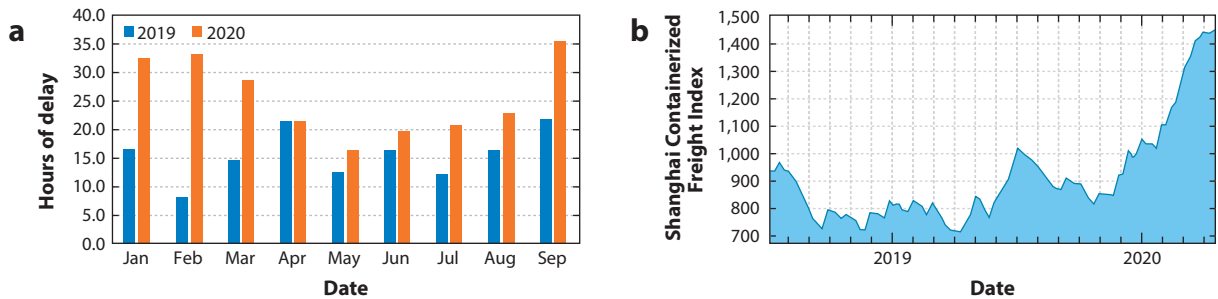 a
Hours of delay
40.0
35.0
30.0
25.0
20.0
15.0
10.0
5.0
0.0
2019 2020
Jan Feb Mar Apr May Jun Jul Aug Sep
Date
b
Shanghai Containerized
Freight Index
1,500
1,400
1,300
1,200
1,100
1,000
900
800
700
2019 2020
Date